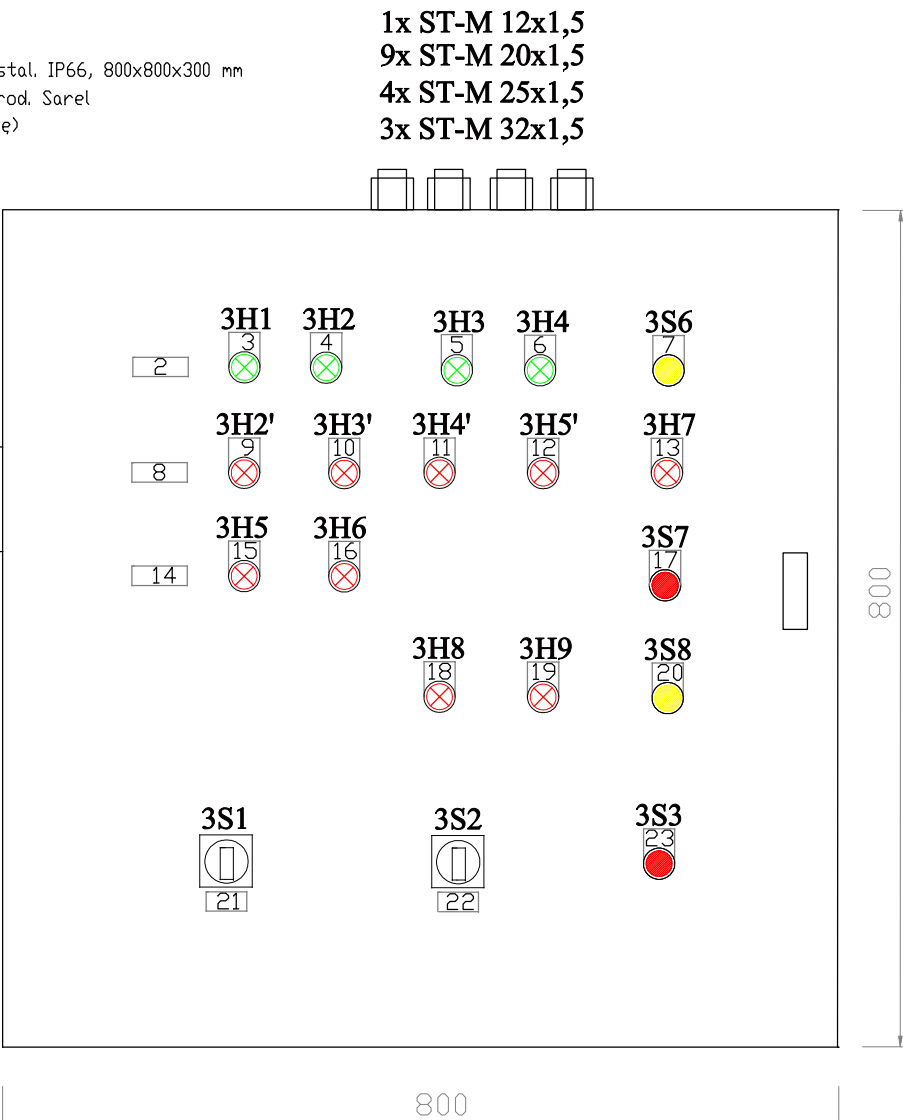 1x ST-M 12x1,5
9x ST-M 20x1,5
4x ST-M 25x1,5
3x ST-M 32x1,5
stal. IP66, 800x800x300 mm
rod. Sarel
ę)
3H1 3H2 3H3 3H4 3S6
2 3 4 5 6 7
3H2' 3H3' 3H4' 3H5' 3H7
8 9 10 11 12 13
3H5 3H6 3S7
14 15 16 17
800
3H8 3H9 3S8
18 19 20
3S1 3S2 3S3
23
21 22
800